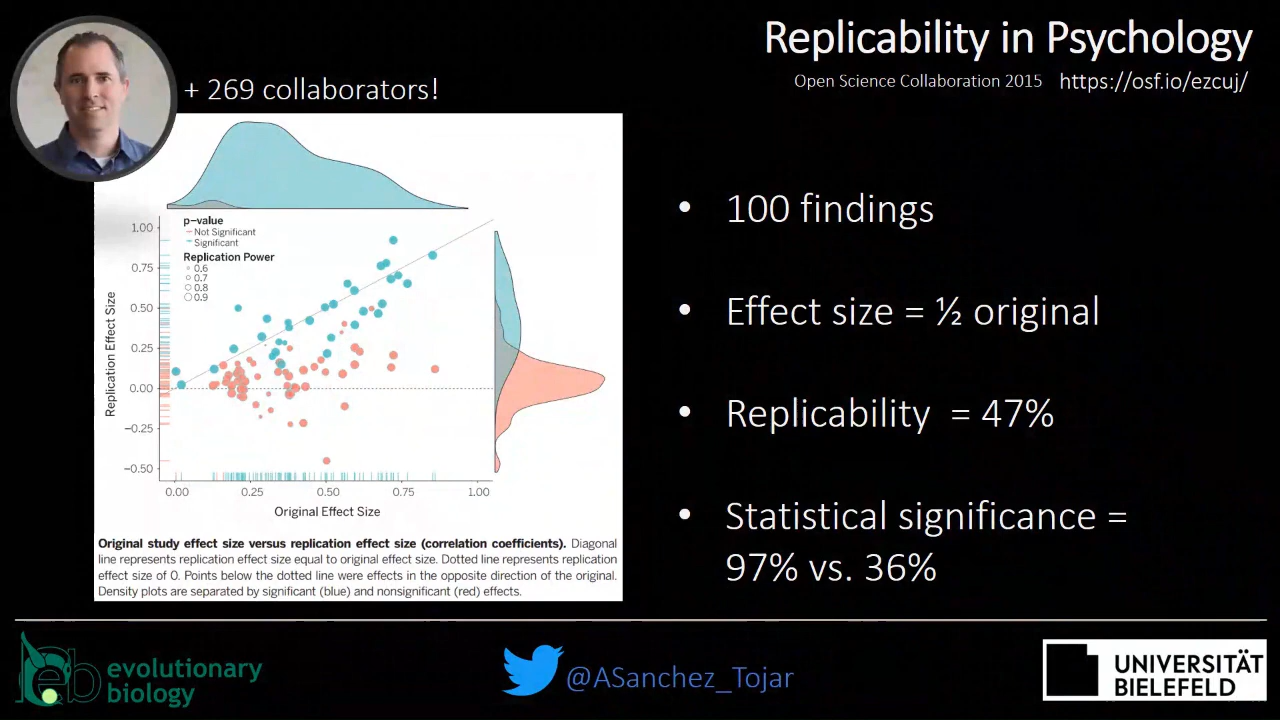 Replicability in Psychology
Open Science Collaboration 2015 https://osf.io/ezcuj/
+ 269 collaborators!
p−value
Not Significant
Significant
Replication Power
0.6
0.7
0.8
0.9
1.00
0.75
0.50
0.25
0.00
−0.25
−0.50
Replication Effect Size
0.00 0.25 0.50 0.75 1.00
Original Effect Size
Original study effect size versus replication effect size (correlation coefficients). Diagonal
line represents replication effect size equal to original effect size. Dotted line represents replication
effect size of 0. Points below the dotted line were effects in the opposite direction of the original.
Density plots are separated by significant (blue) and nonsignificant (red) effects.
• 100 findings
• Effect size = ½ original
• Replicability = 47%
• Statistical significance =
97% vs. 36%
evolutionary
biology
@ASanchez_Tojar
UNIVERSITÄT
BIELEFELD